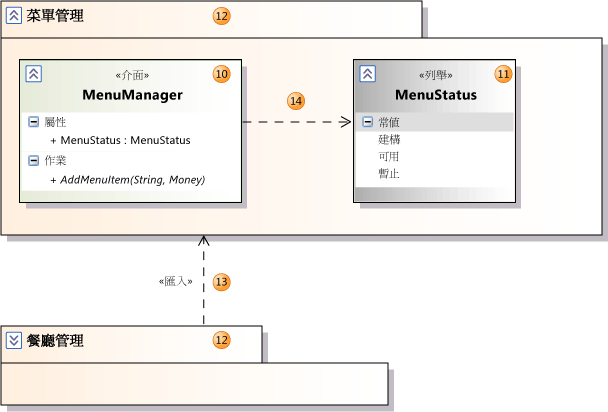 菜單管理 12
«介面» 10
MenuManager
屬性
+ MenuStatus : MenuStatus
作業
+ AddMenuItem(String, Money)
14
«列舉» 11
MenuStatus
常值
建構
可用
暫止
«匯入» 13
餐廳管理 12